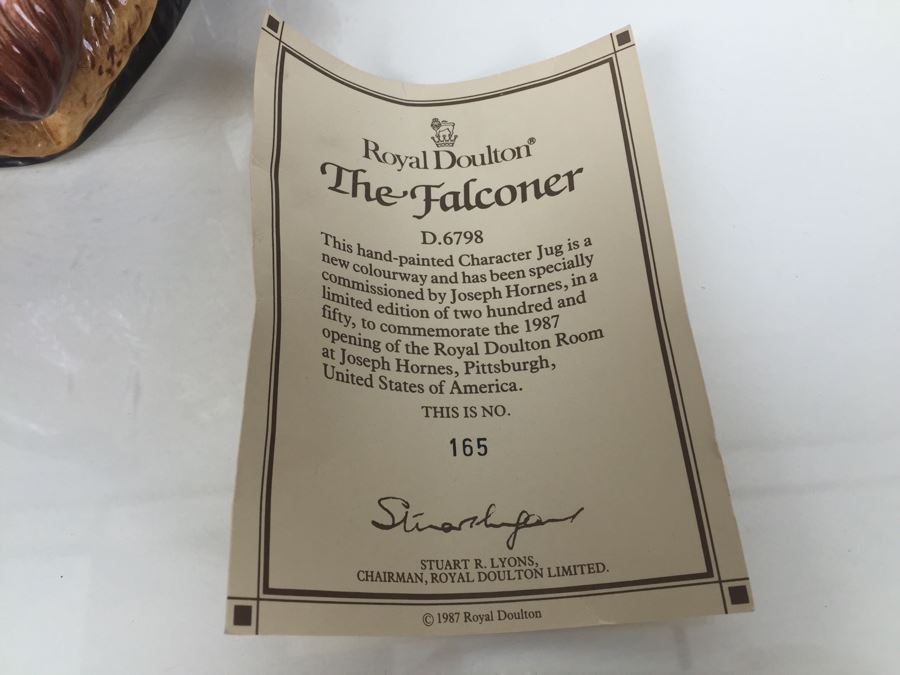 Royal Doulton®
The Falconer
D.6798
This hand-painted Character Jug is a
new colourway and has been specially
commissioned by Joseph Hornes, in a
limited edition of two hundred and
fifty, to commemorate the 1987
opening of the Royal Doulton Room
at Joseph Hornes, Pittsburgh,
United States of America.
THIS IS NO.
165
Stuart Lyons
STUART R. LYONS,
CHAIRMAN, ROYAL DOULTON LIMITED.
© 1987 Royal Doulton